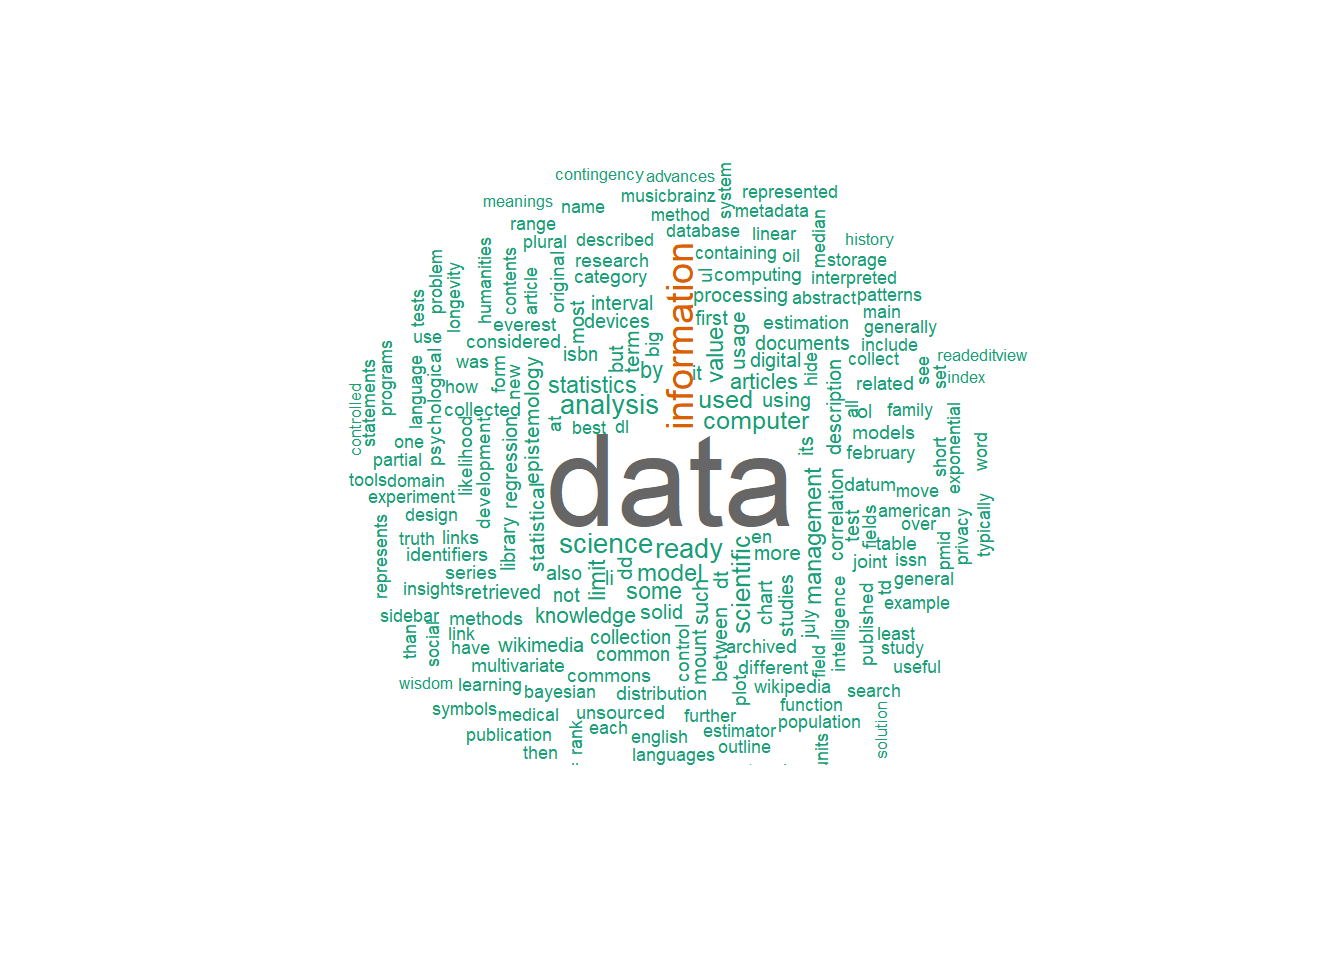 contingency
advances
system
represented
meanings
musicbrainz
name
method
metadata
range
database
linear
median
plural
described
history
problem
humanities
contents
article
original
research
information
containing
oil
storage
category
ul
computing
interpreted
tests
longevity
most
interval
processing
abstract
patterns
everest
devices
first
estimation
main
generally
use
considered
term
big
value
usage
documents
include
programs
language
was
isbn
but
by
it
digital
hide
collect
see
readeditview
statements
psychological
how
form
new
statistics
articles
related
set
index
controlled
collected
epistemology
at
analysis
used
using
description
all
lol
family
one
likelihood
regression
best
dl
computer
its
models
short
exponential
word
partial
development
data
february
tools
domain
experiment
statistical
management
correlation
datum
move
design
library
test
fields
american
over
privacy
typically
represents
truth
links
science
ready
scientific
en
more
table
pmid
identifiers
joint
issn
series
also
limit
li
dd
model
dt
chart
studies
intelligence
td
general
insights
retrieved
not
some
such
published
example
sidebar
methods
knowledge
solid
between
july
than
social
link
collection
control
mount
archived
field
least
have
wikimedia
common
study
multivariate
commons
plot
different
useful
wisdom
learning
bayesian
distribution
wikipedia
search
symbols
medical
unsourced
further
function
solution
publication
rank
each
english
estimator
population
then
languages
outline
units